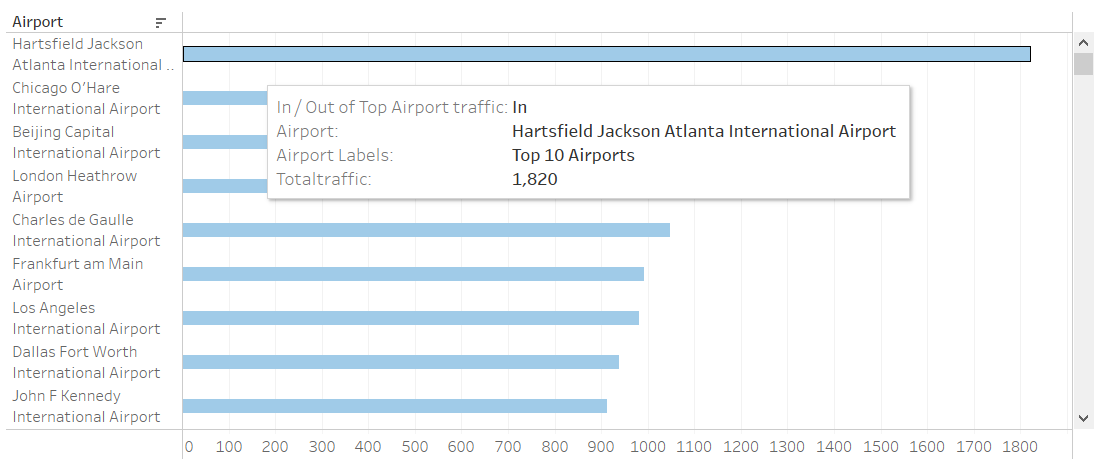 Airport
Hartsfield Jackson
Atlanta International ..
Chicago O’Hare
International Airport
Beijing Capital
International Airport
London Heathrow
Airport
Charles de Gaulle
International Airport
Frankfurt am Main
Airport
Los Angeles
International Airport
Dallas Fort Worth
International Airport
John F Kennedy
International Airport
In / Out of Top Airport traffic: In
Airport: Hartsfield Jackson Atlanta International Airport
Airport Labels: Top 10 Airports
Totaltraffic: 1,820
0 100 200 300 400 500 600 700 800 900 1000 1100 1200 1300 1400 1500 1600 1700 1800